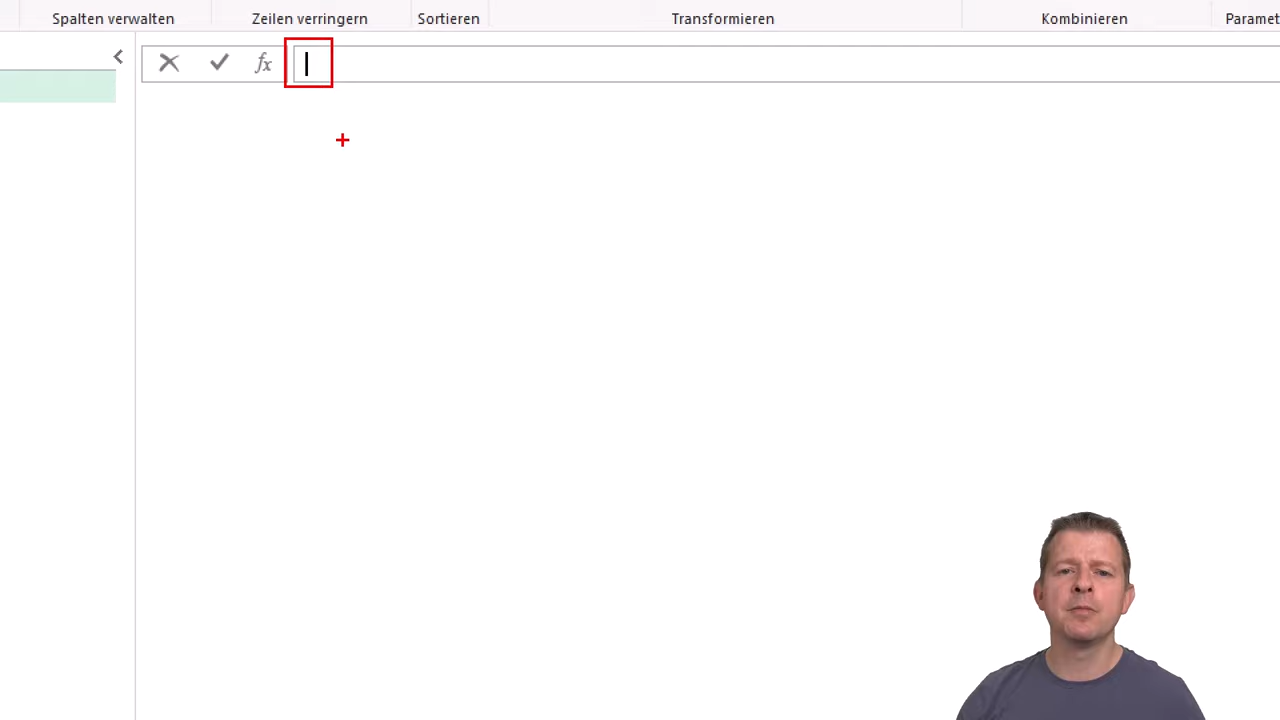 Spalten verwalten
Zeilen verringern
Sortieren
Transformieren
Kombinieren
Paramet
fx